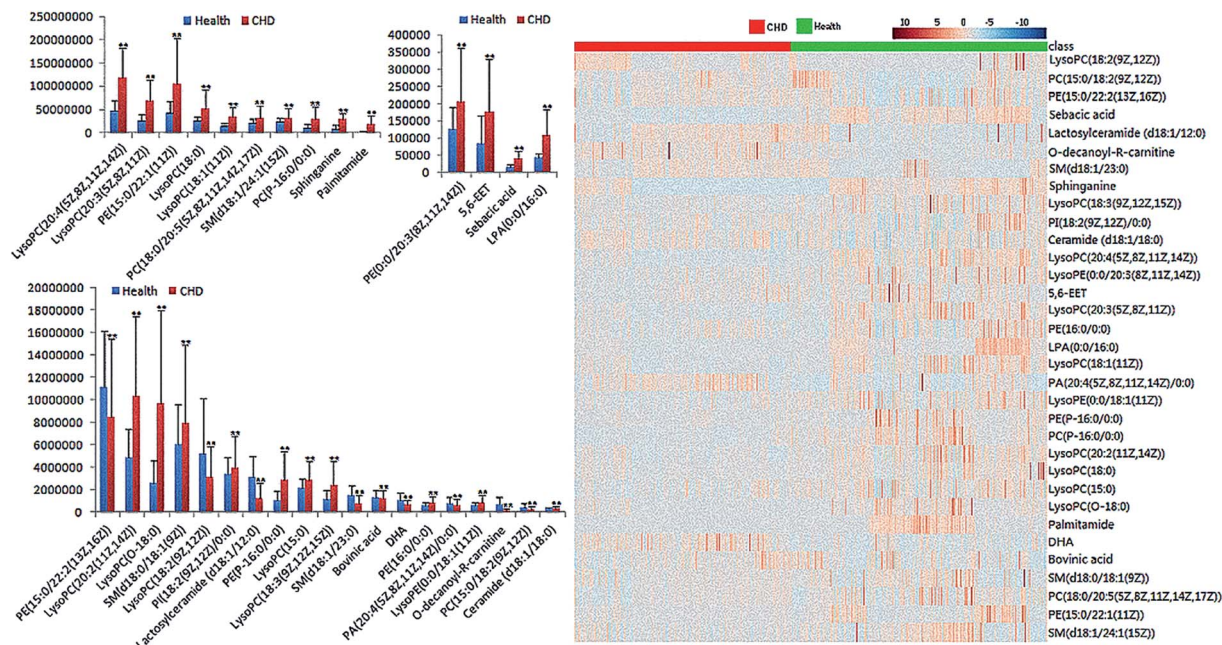 Health CHD
250000000
200000000
150000000
100000000
50000000
0
** ** ** ** ** ** ** ** ** **
LysoPC(20:4(5Z,8Z,11Z,14Z))
LysoPC(20:3(5Z,8Z,11Z))
PE(15:0/22:1(11Z))
LysoPC(18:0)
LysoPC(18:1(11Z))
PC(18:0/20:5(5Z,8Z,11Z,14Z,17Z))
SM(d18:1/24:1(15Z))
PC(P-16:0/0:0)
Sphinganine
Palmitamide
Health CHD
400000
350000
300000
250000
200000
150000
100000
50000
0
** ** ** **
PE(0:0/20:3(8Z,11Z,14Z))
5,6-EET
Sebacic acid
LPA(0:0/16:0)
Health CHD
20000000
18000000
16000000
14000000
12000000
10000000
8000000
6000000
4000000
2000000
0
** ** ** ** ** ** ** ** ** ** ** ** ** ** ** ** ** ** **
PE(15:0/22:2(13Z,16Z))
LysoPC(20:2(11Z,14Z))
LysoPC(O-18:0)
SM(d18:0/18:1(9Z))
LysoPC(18:2(9Z,12Z))
PI(18:2(9Z,12Z)/0:0)
Lactosylceramide (d18:1/12:0)
PE(P-16:0/0:0)
LysoPC(15:0)
LysoPC(18:3(9Z,12Z,15Z))
SM(d18:1/23:0)
Bovinic acid
DHA
PE(16:0/0:0)
PA(20:4(5Z,8Z,11Z,14Z)/0:0)
LysoPE(0:0/18:1(11Z))
O-decanoyl-R-carnitine
PC(15:0/18:2(9Z,12Z))
Ceramide (d18:1/18:0)
CHD Health
10 5 0 -5 -10
class
LysoPC(18:2(9Z,12Z))
PC(15:0/18:2(9Z,12Z))
PE(15:0/22:2(13Z,16Z))
Sebacic acid
Lactosylceramide (d18:1/12:0)
O-decanoyl-R-carnitine
SM(d18:1/23:0)
Sphinganine
LysoPC(18:3(9Z,12Z,15Z))
PI(18:2(9Z,12Z)/0:0)
Ceramide (d18:1/18:0)
LysoPC(20:4(5Z,8Z,11Z,14Z))
LysoPE(0:0/20:3(8Z,11Z,14Z))
5,6-EET
LysoPC(20:3(5Z,8Z,11Z))
PE(16:0/0:0)
LPA(0:0/16:0)
LysoPC(18:1(11Z))
PA(20:4(5Z,8Z,11Z,14Z)/0:0)
LysoPE(0:0/18:1(11Z))
PE(P-16:0/0:0)
PC(P-16:0/0:0)
LysoPC(20:2(11Z,14Z))
LysoPC(18:0)
LysoPC(15:0)
LysoPC(O-18:0)
Palmitamide
DHA
Bovinic acid
SM(d18:0/18:1(9Z))
PC(18:0/20:5(5Z,8Z,11Z,14Z,17Z))
PE(15:0/22:1(11Z))
SM(d18:1/24:1(15Z))